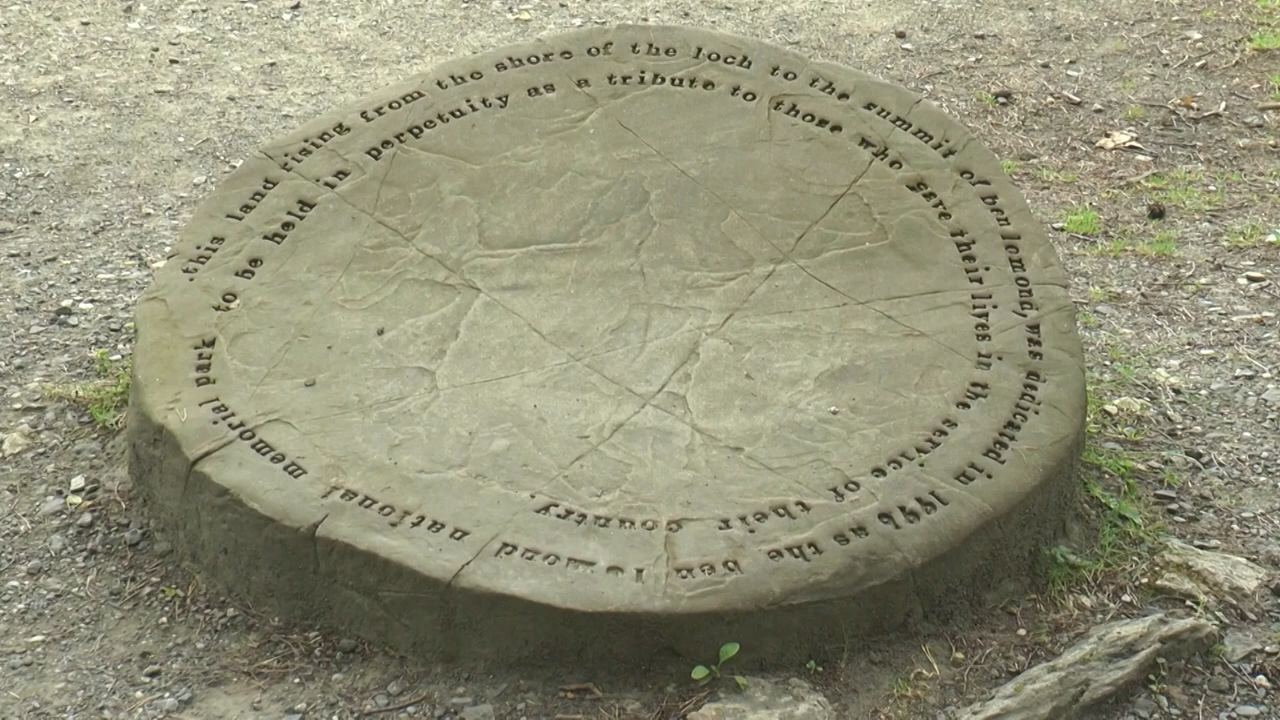 this land rising from the shore of the loch to the summit of ben lomond, was dedicated in 1996 as the ben lomond national memorial park
to be held in perpetuity as a tribute to those who gave their lives in the service of their country.